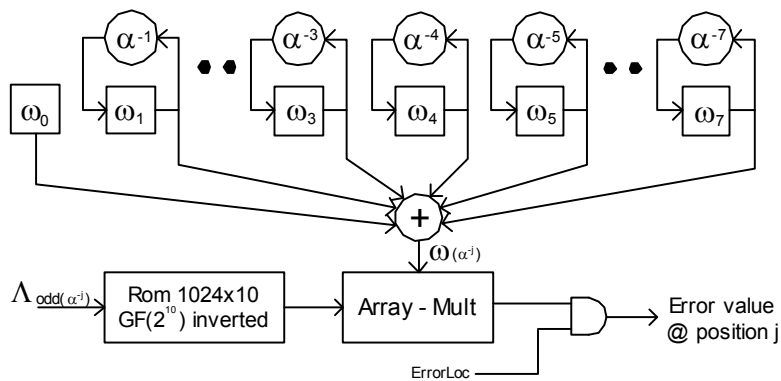 α⁻¹ α⁻³ α⁻⁴ α⁻⁵ α⁻⁷
ω₀ ω₁ ω₃ ω₄ ω₅ ω₇
+
ω(α⁻ʲ)
Λodd(α⁻ʲ)
Rom 1024x10
GF(2¹⁰) inverted
Array - Mult
Error value
@ position j
ErrorLoc